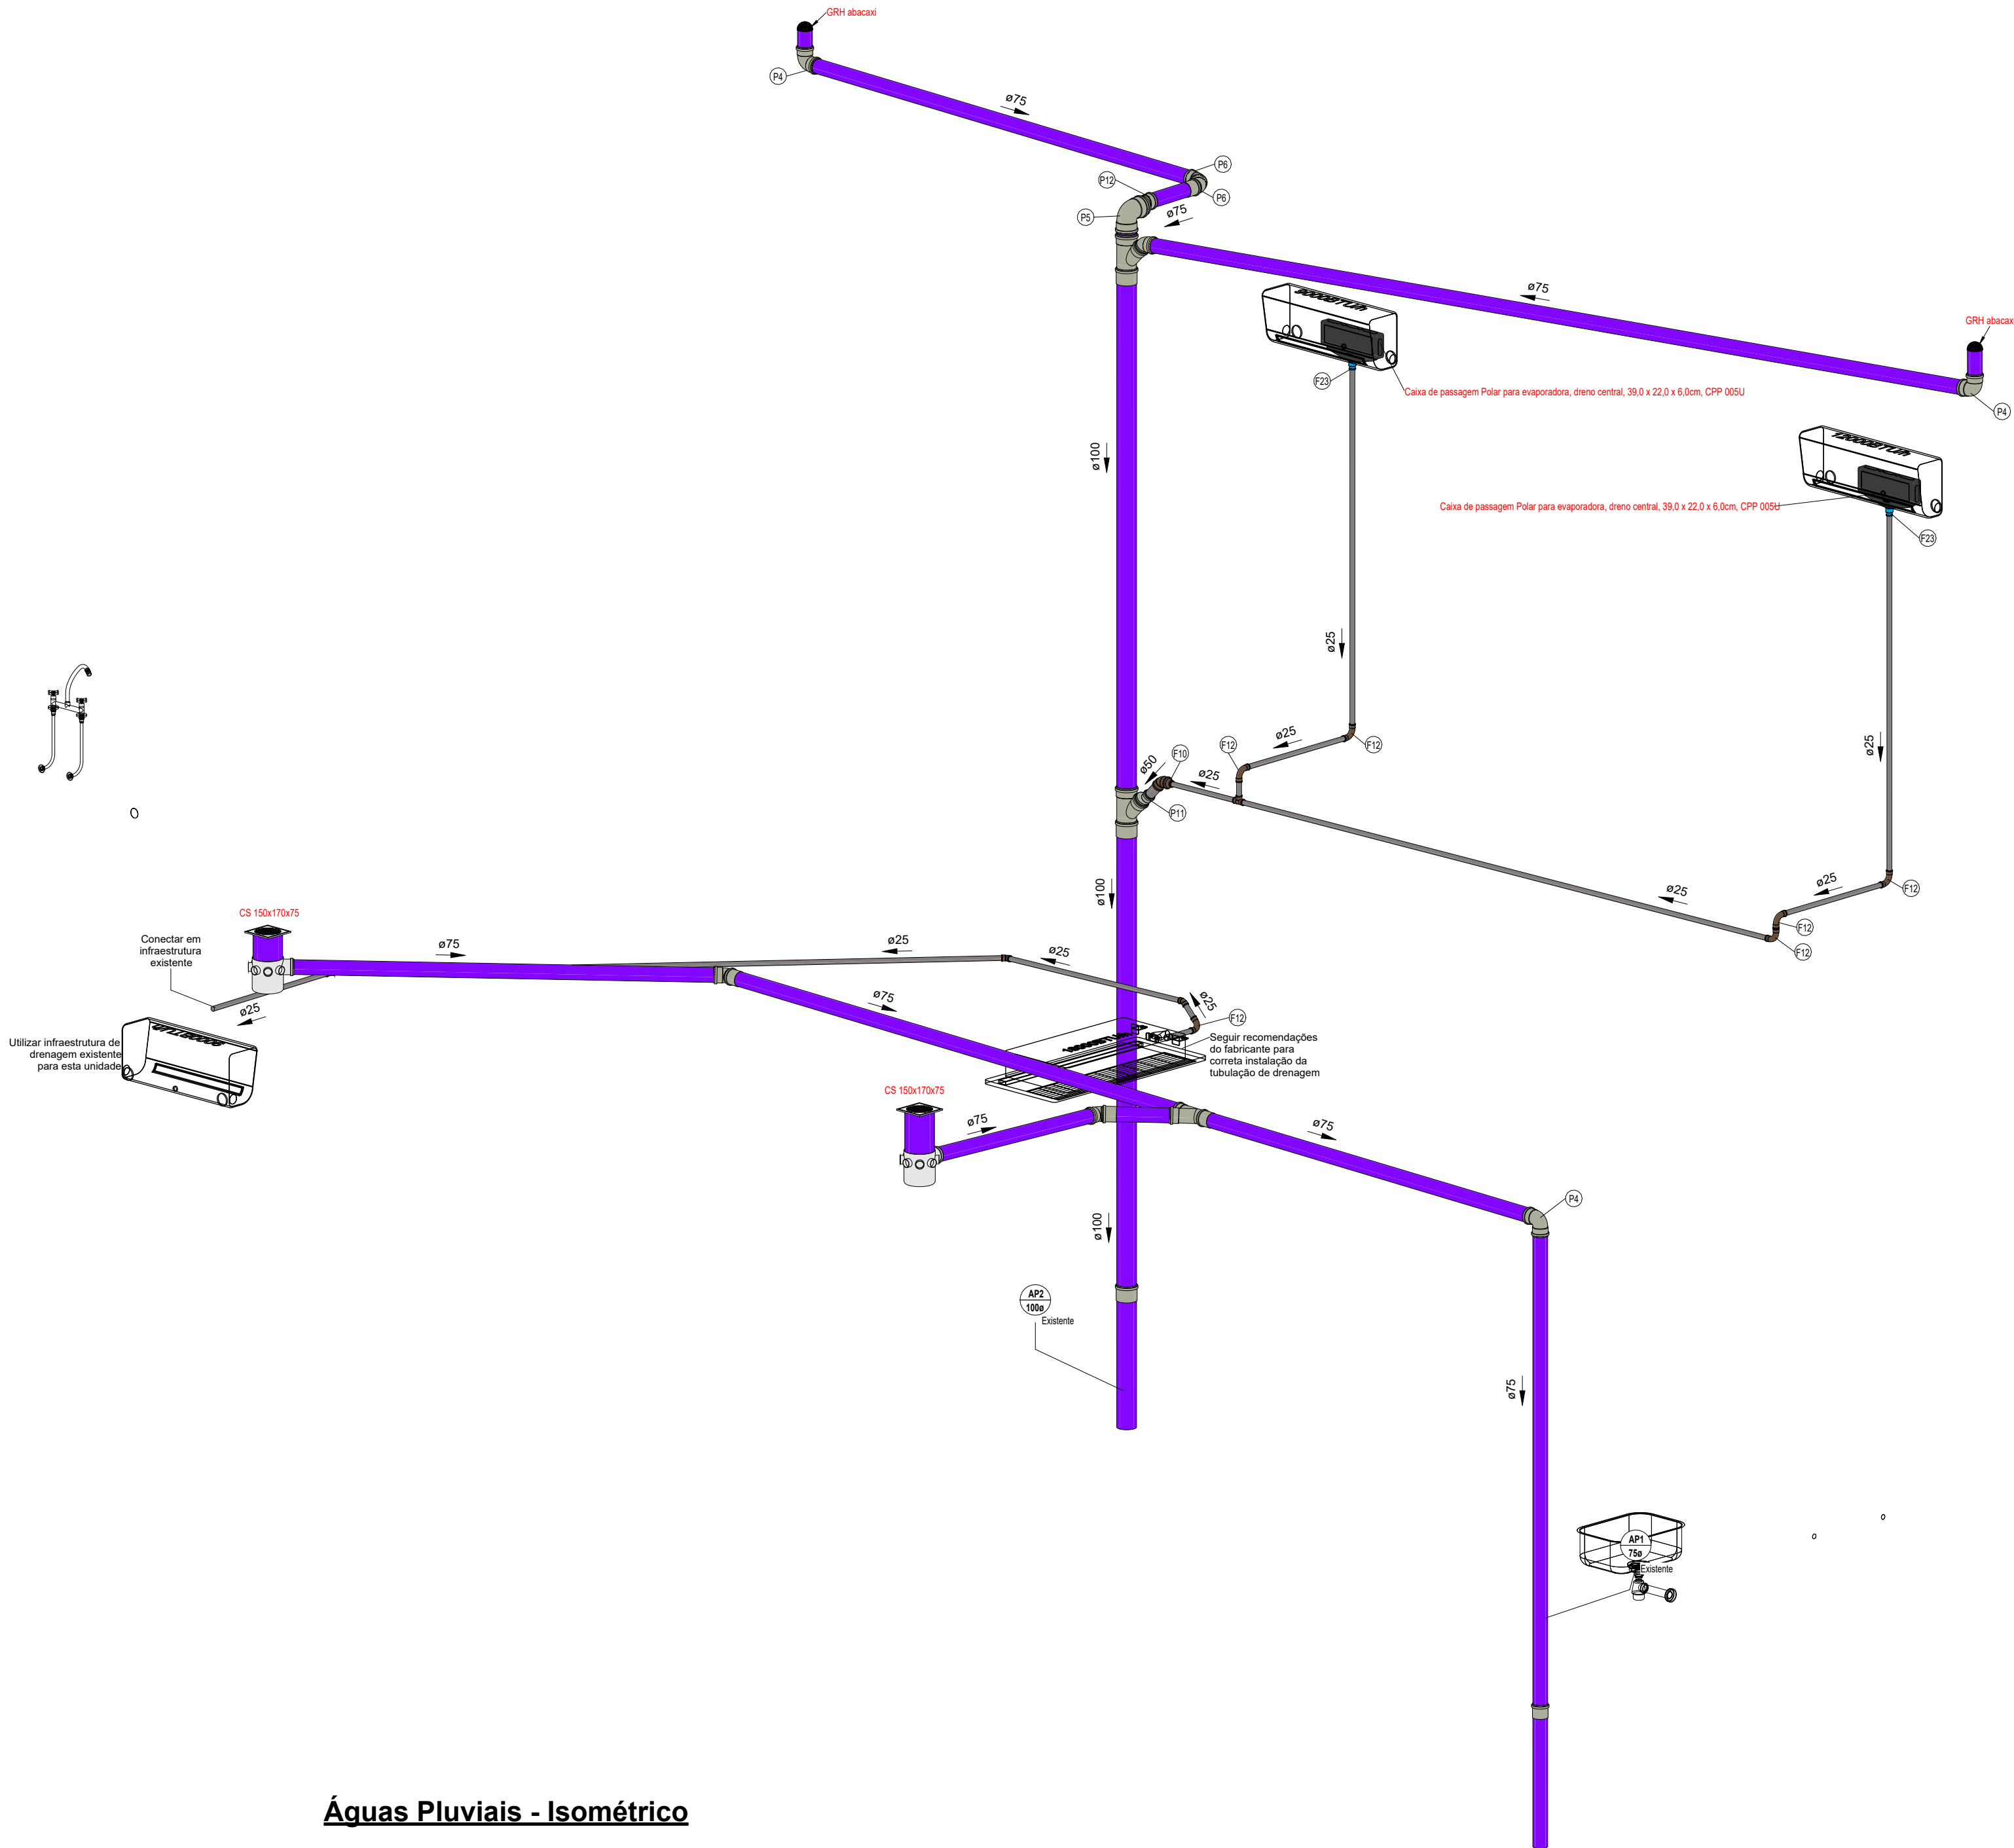 GRH abacaxi
P4
ø75
P6
P12
P6
P5
ø75
ø75
9000BTU/h
GRH abacaxi
F23
Caixa de passagem Polar para evaporadora, dreno central, 39,0 x 22,0 x 6,0cm, CPP 005U
P4
12000BTU/h
ø100
Caixa de passagem Polar para evaporadora, dreno central, 39,0 x 22,0 x 6,0cm, CPP 005U
F23
ø25
ø25
ø25
F12
F12
F10
ø50
ø25
P11
ø100
ø25
ø25
F12
F12
F12
CS 150x170x75
Conectar em
infraestrutura
existente
ø75
ø25
ø25
ø25
ø75
ø25
F12
Utilizar infraestrutura de
drenagem existente
para esta unidade
9000BTU/h
Seguir recomendações
do fabricante para
correta instalação da
tubulação de drenagem
CS 150x170x75
ø75
ø75
P4
ø100
AP2
100ø
Existente
ø75
AP1
75ø
Existente
Águas Pluviais - Isométrico